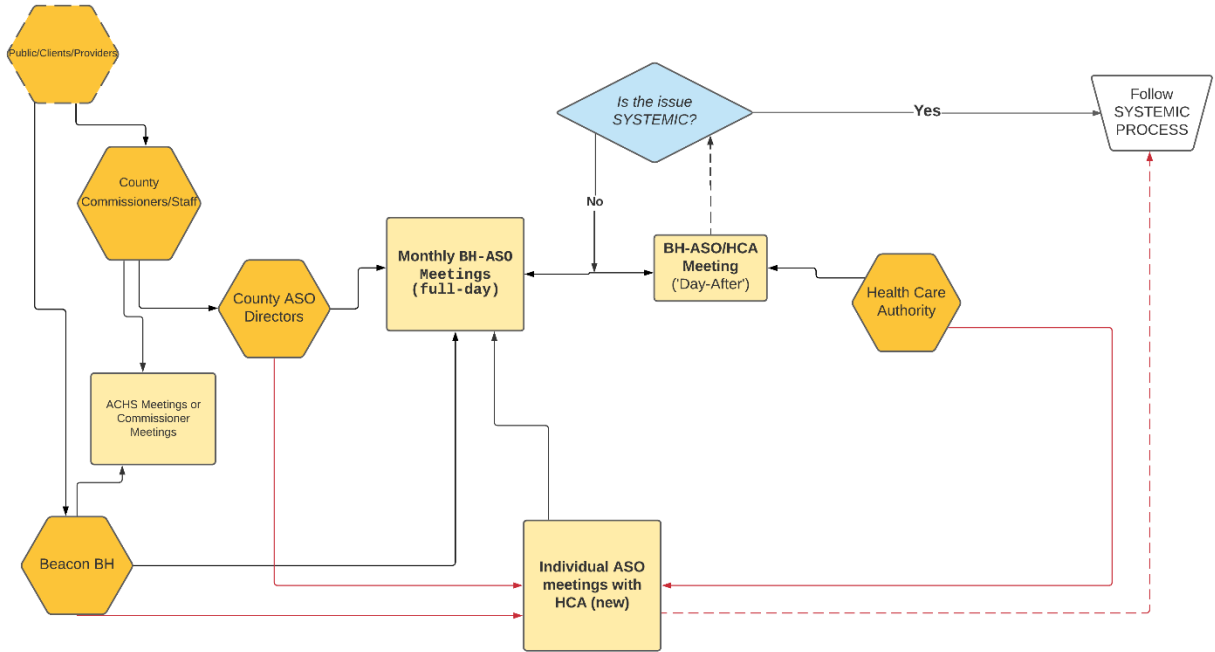 Public/Clients/Providers
Is the issue
SYSTEMIC?
Yes
Follow
SYSTEMIC
PROCESS
County
Commissioners/Staff
No
Monthly BH-ASO
Meetings
(full-day)
BH-ASO/HCA
Meeting
('Day-After')
County ASO
Directors
Health Care
Authority
ACHS Meetings or
Commissioner
Meetings
Beacon BH
Individual ASO
meetings with
HCA (new)